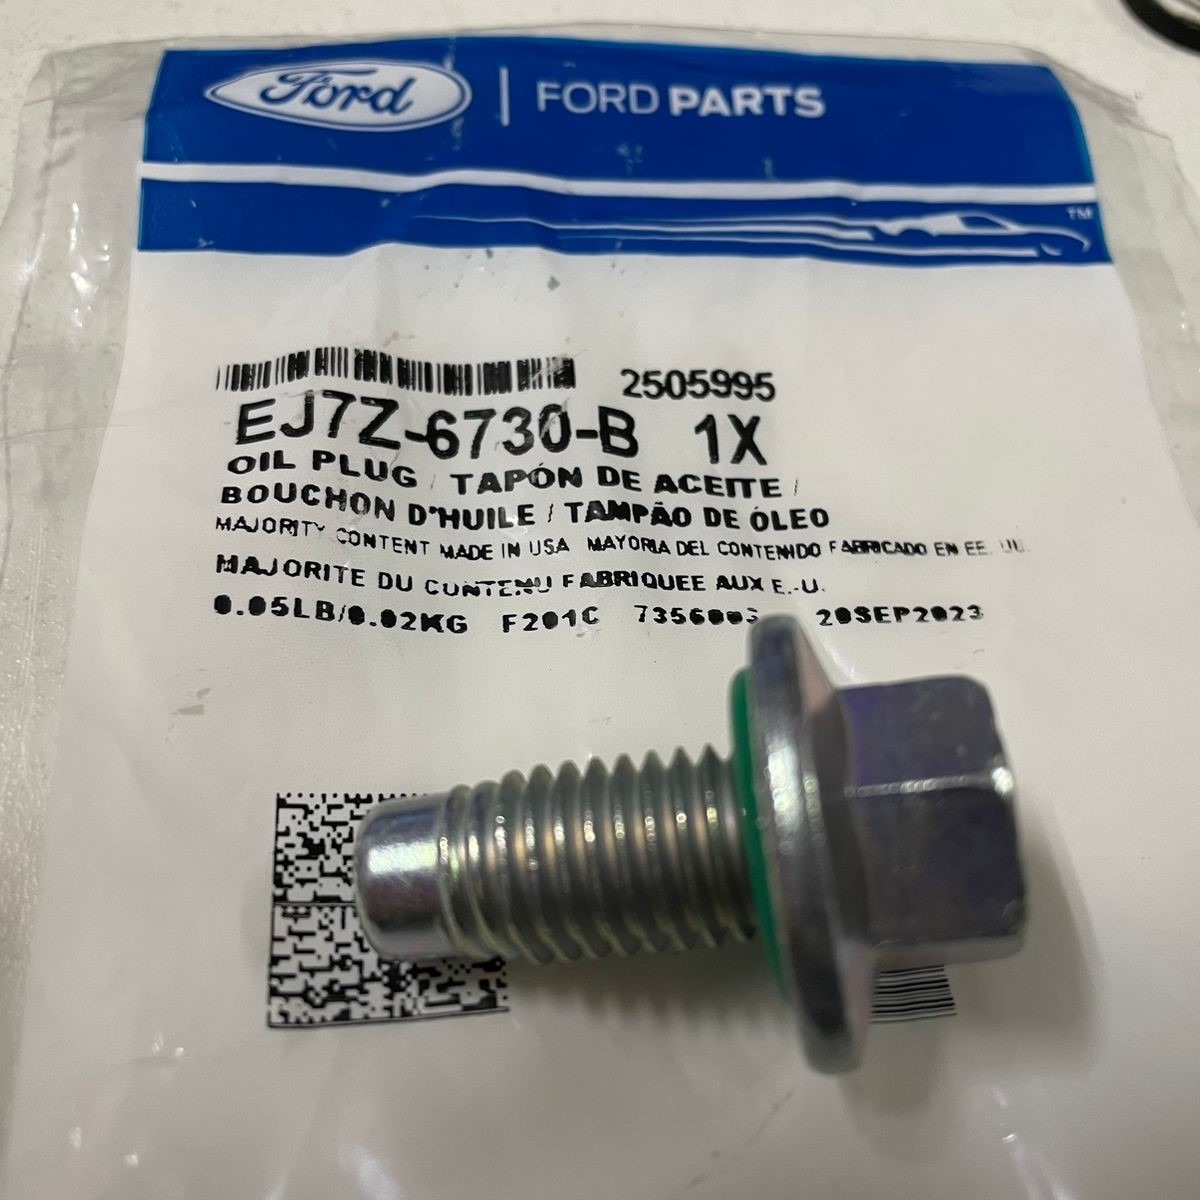 Ford | FORD PARTS
TM
2505995
EJ7Z-6730-B 1X
OIL PLUG / TAPÓN DE ACEITE /
BOUCHON D'HUILE / TAMPÃO DE ÓLEO
MAJORITY CONTENT MADE IN USA MAYORIA DEL CONTENIDO FABRICADO EN EE. UU.
MAJORITE DU CONTENU FABRIQUEE AUX E.-U.
0.05LB/0.02KG F201C 20SEP2023